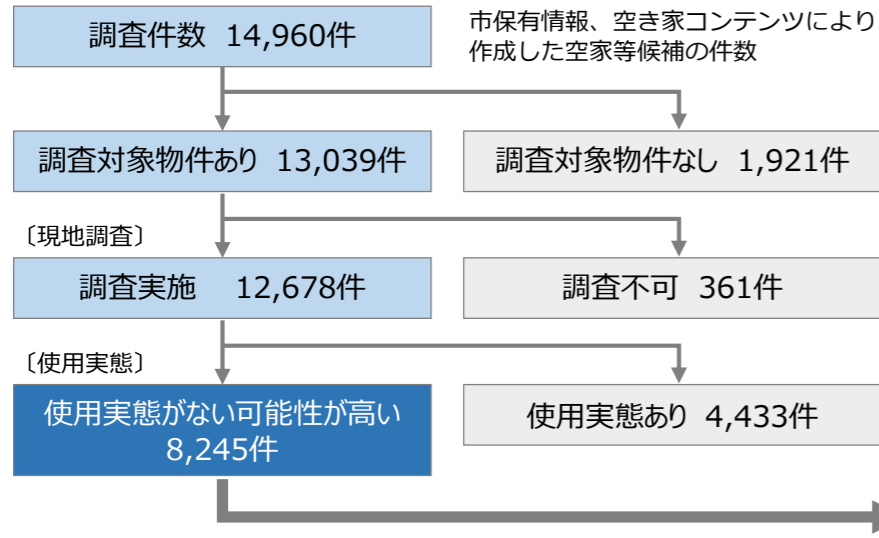 調査件数 14,960件
市保有情報、空き家コンテンツにより
作成した空家等候補の件数
調査対象物件あり 13,039件
調査対象物件なし 1,921件
〔現地調査〕
調査実施 12,678件
調査不可 361件
〔使用実態〕
使用実態がない可能性が高い
8,245件
使用実態あり 4,433件